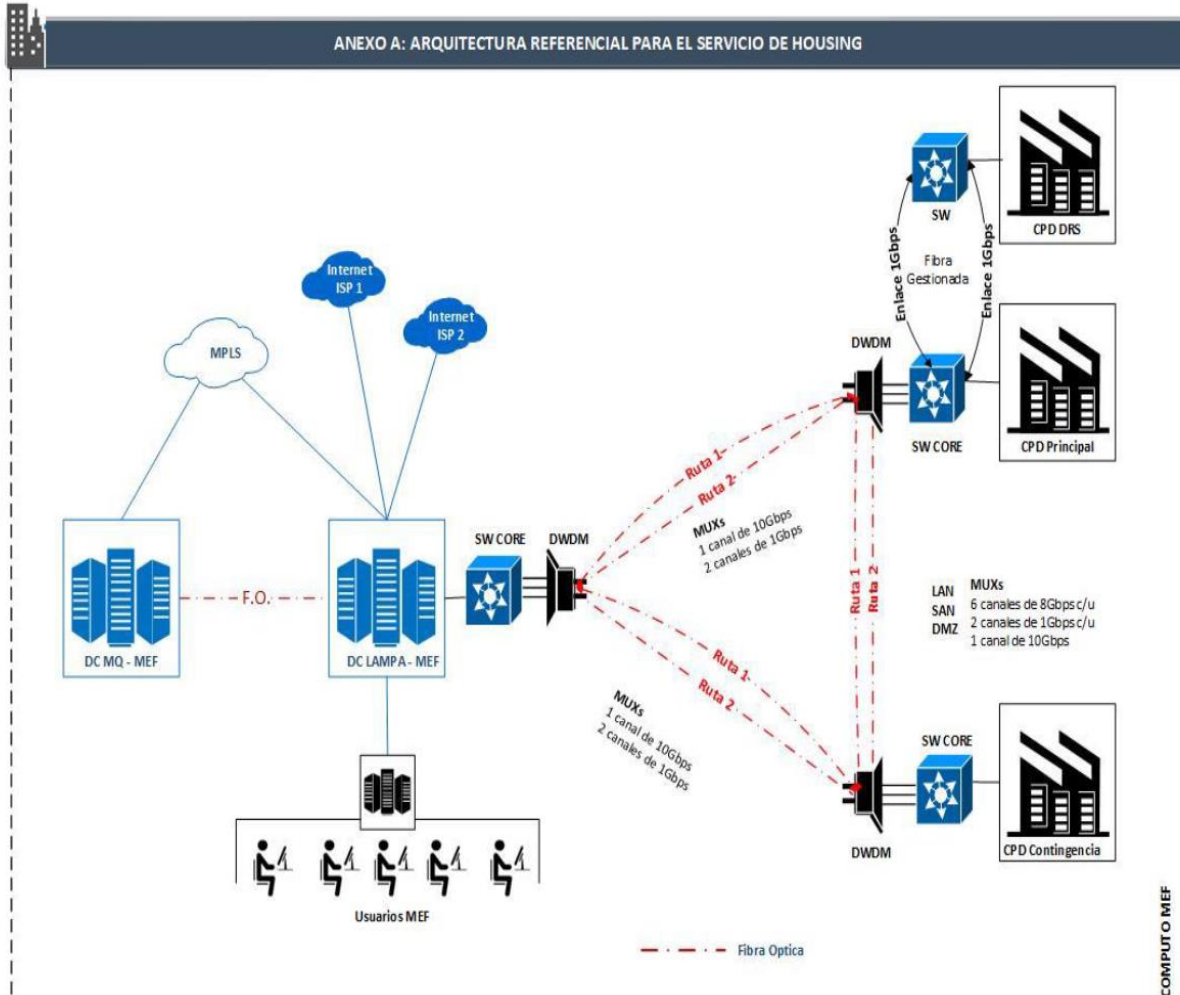 ANEXO A: ARQUITECTURA REFERENCIAL PARA EL SERVICIO DE HOUSING
SW
CPD DRS
Enlace 1Gbps
Fibra
Gestionada
Enlace 1Gbps
Internet
ISP 1
Internet
ISP 2
MPLS
DWDM
SW CORE
CPD Principal
Ruta 1
Ruta 2
MUXs
1 canal de 10Gbps
2 canales de 1Gbps
SW CORE
DWDM
F.O.
DC MQ - MEF
DC LAMPA - MEF
Ruta 1
Ruta 2
LAN
SAN
DMZ
MUXs
6 canales de 8Gbps c/u
2 canales de 1Gbps c/u
1 canal de 10Gbps
Ruta 1
Ruta 2
MUXs
1 canal de 10Gbps
2 canales de 1Gbps
SW CORE
DWDM
CPD Contingencia
Usuarios MEF
Fibra Optica
COMPUTO MEF